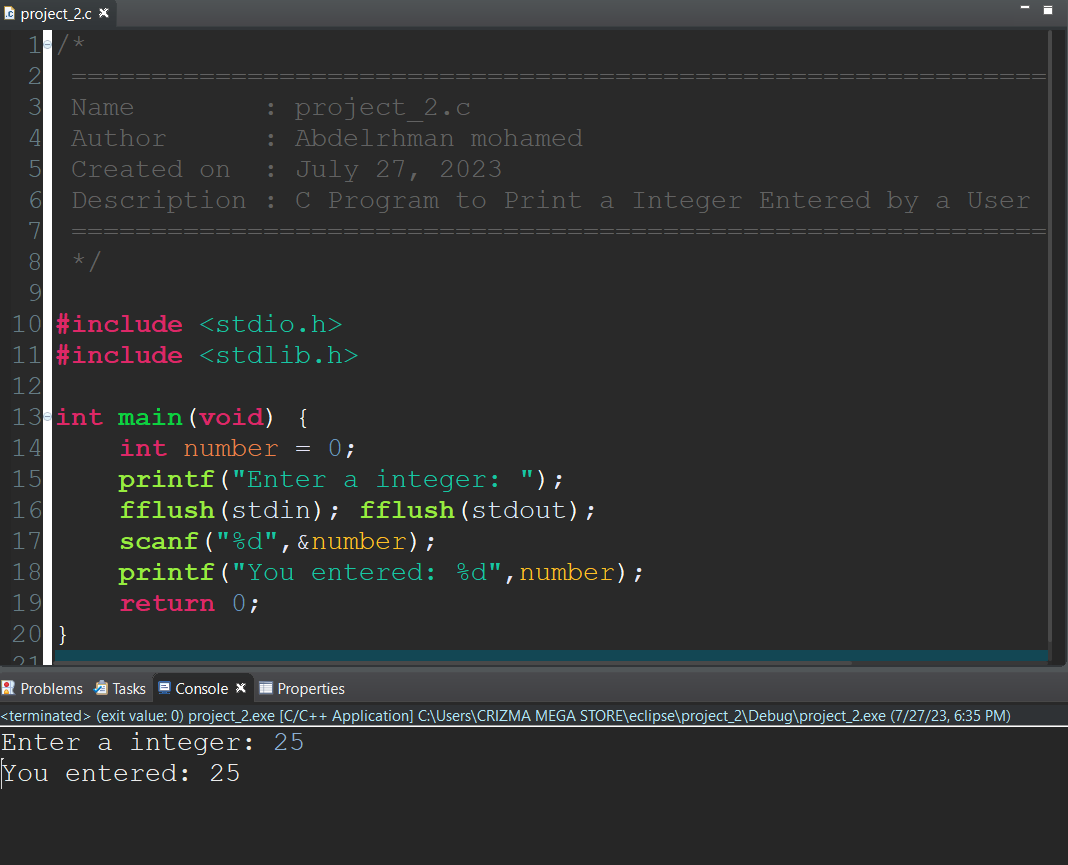 project_2.c
1 /*
2 =============================================================
3 Name        : project_2.c
4 Author      : Abdelrhman mohamed
5 Created on  : July 27, 2023
6 Description : C Program to Print a Integer Entered by a User
7 =============================================================
8 */
9
10 #include <stdio.h>
11 #include <stdlib.h>
12
13 int main(void) {
14     int number = 0;
15     printf("Enter a integer: ");
16     fflush(stdin); fflush(stdout);
17     scanf("%d",&number);
18     printf("You entered: %d",number);
19     return 0;
20 }
21
Problems Tasks Console Properties
<terminated> (exit value: 0) project_2.exe [C/C++ Application] C:\Users\CRIZMA MEGA STORE\eclipse\project_2\Debug\project_2.exe (7/27/23, 6:35 PM)
Enter a integer: 25
You entered: 25